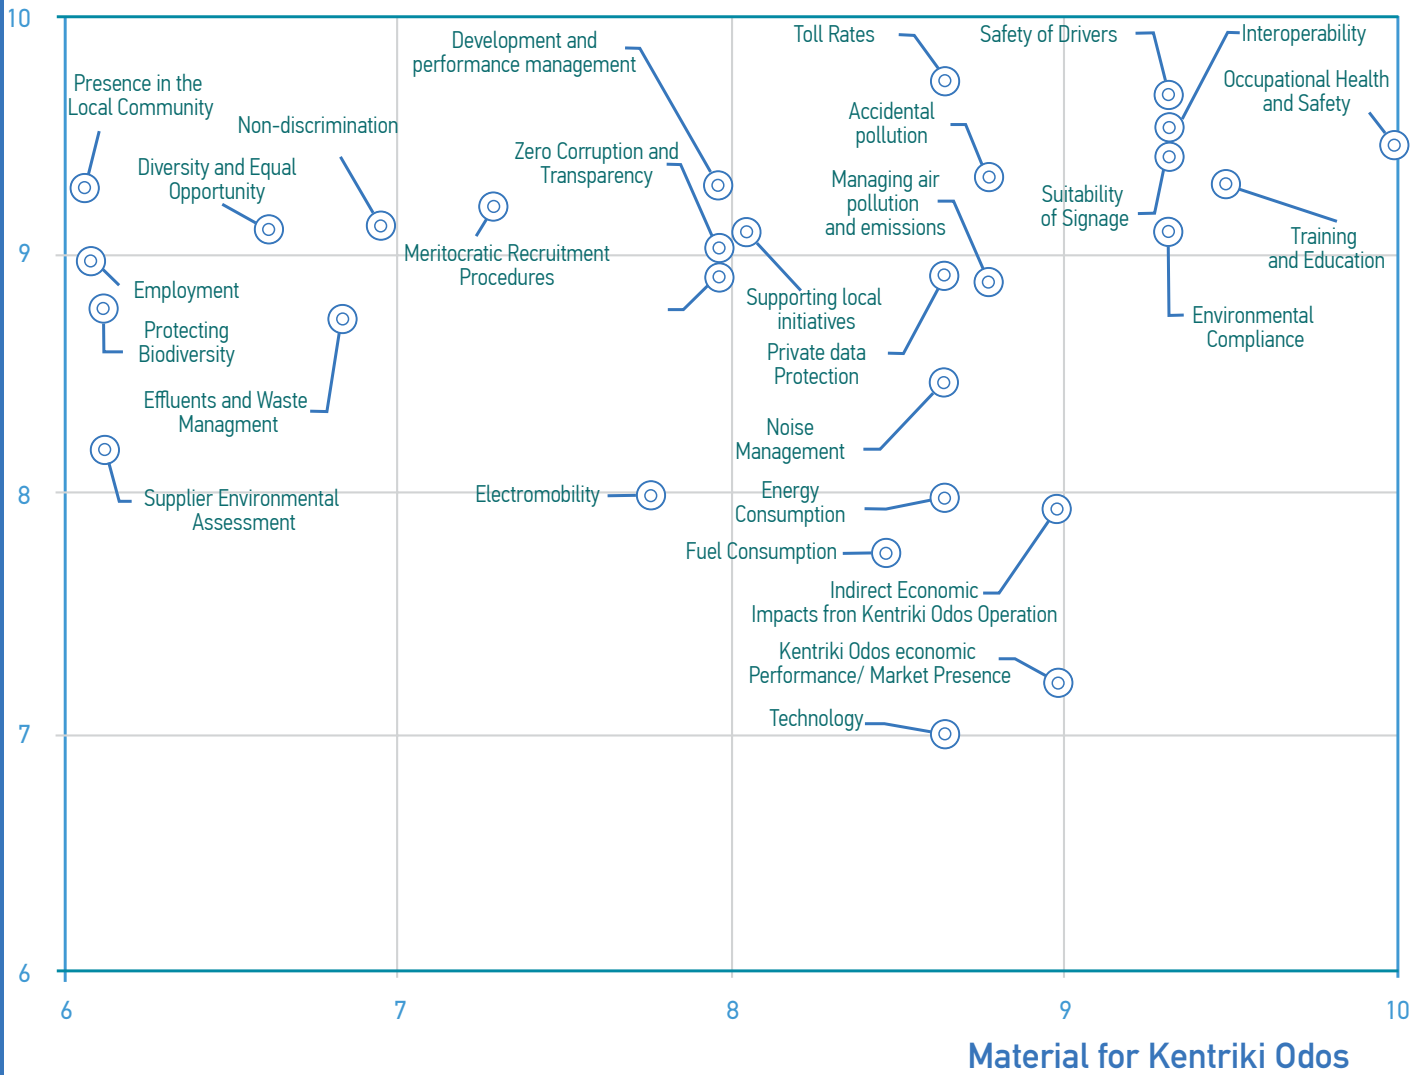 10
Toll Rates
Safety of Drivers
Interoperability
Development and
performance management
Presence in the
Local Community
Occupational Health
and Safety
Non-discrimination
Accidental
pollution
Zero Corruption and
Transparency
Diversity and Equal
Opportunity
Managing air
pollution
and emissions
Suitability
of Signage
Training
and Education
9
Meritocratic Recruitment
Procedures
Employment
Supporting local
initiatives
Environmental
Compliance
Protecting
Biodiversity
Private data
Protection
Effluents and Waste
Managment
Noise
Management
8
Supplier Environmental
Assessment
Electromobility
Energy
Consumption
Fuel Consumption
Indirect Economic
Impacts fron Kentriki Odos Operation
Kentriki Odos economic
Performance/ Market Presence
Technology
7
6
6 7 8 9 10
Material for Kentriki Odos